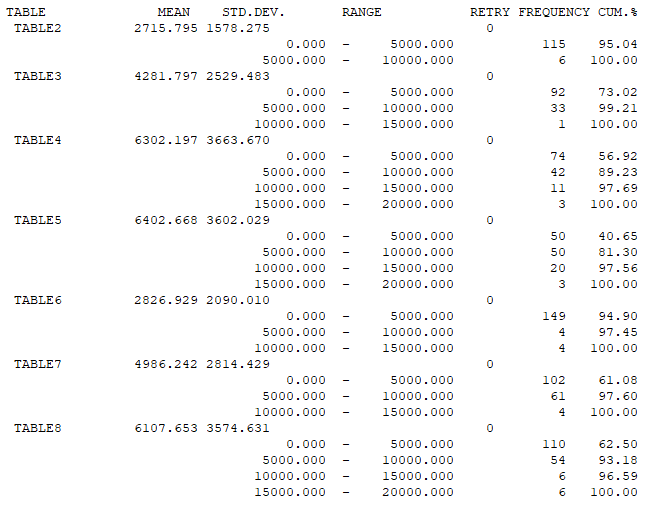 TABLE MEAN STD.DEV. RANGE RETRY FREQUENCY CUM.%
TABLE2 2715.795 1578.275 0
0.000 - 5000.000 115 95.04
5000.000 - 10000.000 6 100.00
TABLE3 4281.797 2529.483 0
0.000 - 5000.000 92 73.02
5000.000 - 10000.000 33 99.21
10000.000 - 15000.000 1 100.00
TABLE4 6302.197 3663.670 0
0.000 - 5000.000 74 56.92
5000.000 - 10000.000 42 89.23
10000.000 - 15000.000 11 97.69
15000.000 - 20000.000 3 100.00
TABLE5 6402.668 3602.029 0
0.000 - 5000.000 50 40.65
5000.000 - 10000.000 50 81.30
10000.000 - 15000.000 20 97.56
15000.000 - 20000.000 3 100.00
TABLE6 2826.929 2090.010 0
0.000 - 5000.000 149 94.90
5000.000 - 10000.000 4 97.45
10000.000 - 15000.000 4 100.00
TABLE7 4986.242 2814.429 0
0.000 - 5000.000 102 61.08
5000.000 - 10000.000 61 97.60
10000.000 - 15000.000 4 100.00
TABLE8 6107.653 3574.631 0
0.000 - 5000.000 110 62.50
5000.000 - 10000.000 54 93.18
10000.000 - 15000.000 6 96.59
15000.000 - 20000.000 6 100.00